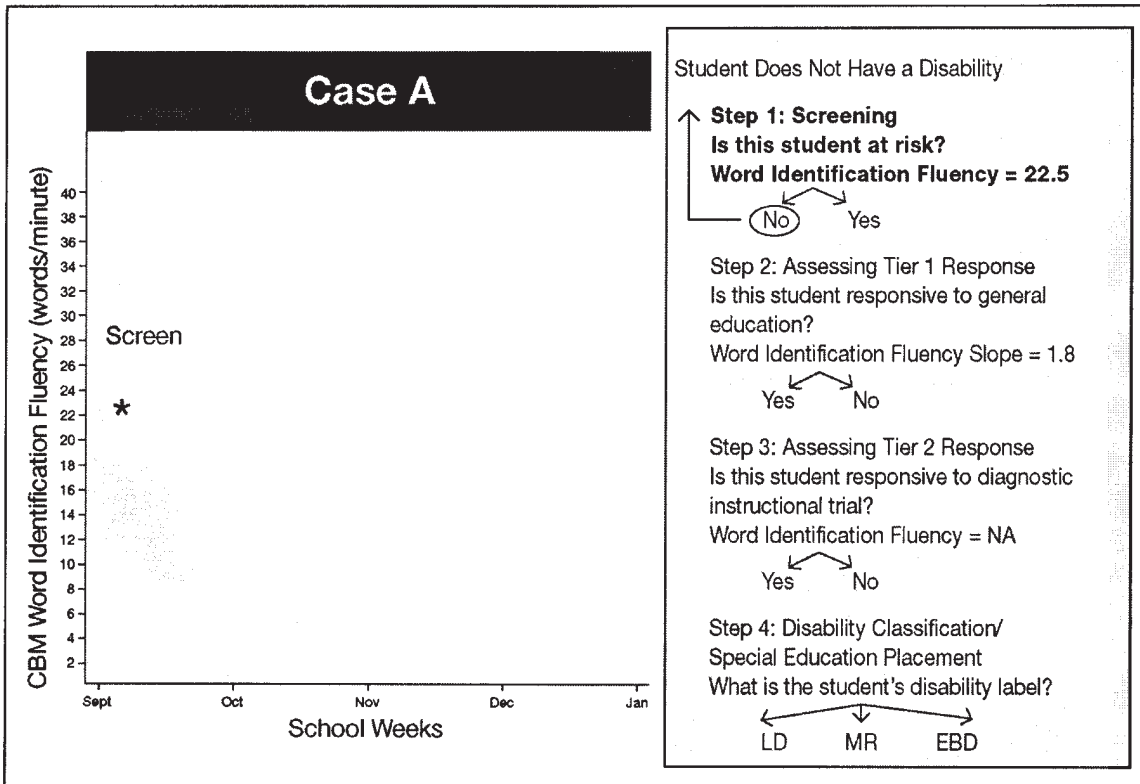 Case A
CBM Word Identification Fluency (words/minute)
40
38
36
34
32
30
28
26
24
22
20
18
16
14
12
10
8
6
4
2
Screen
*
Sept Oct Nov Dec Jan
School Weeks
Student Does Not Have a Disability
Step 1: Screening
Is this student at risk?
Word Identification Fluency = 22.5
No Yes
Step 2: Assessing Tier 1 Response
Is this student responsive to general
education?
Word Identification Fluency Slope = 1.8
Yes No
Step 3: Assessing Tier 2 Response
Is this student responsive to diagnostic
instructional trial?
Word Identification Fluency = NA
Yes No
Step 4: Disability Classification/
Special Education Placement
What is the student's disability label?
LD MR EBD